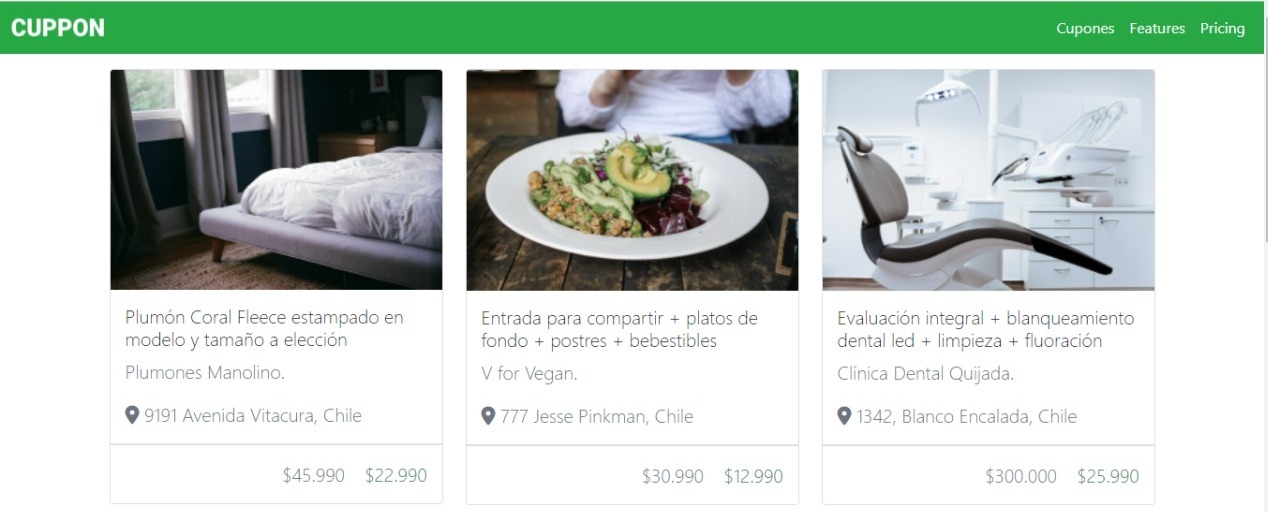 CUPPON
Cupones Features Pricing
Plumón Coral Fleece estampado en
modelo y tamaño a elección
Plumones Manolino.
9191 Avenida Vitacura, Chile
$45.990 $22.990
Entrada para compartir + platos de
fondo + postres + bebestibles
V for Vegan.
777 Jesse Pinkman, Chile
$30.990 $12.990
Evaluación integral + blanqueamiento
dental led + limpieza + fluoración
Clínica Dental Quijada.
1342, Blanco Encalada, Chile
$300.000 $25.990